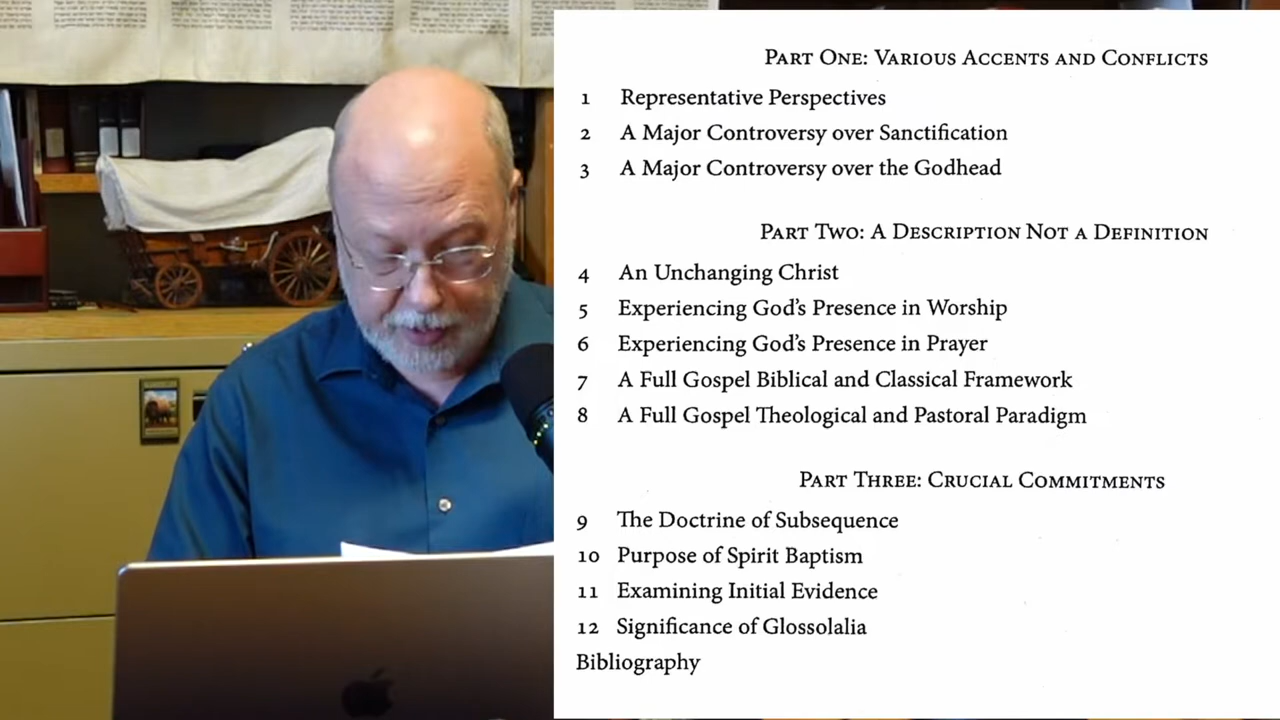 PART ONE: VARIOUS ACCENTS AND CONFLICTS
1 Representative Perspectives
2 A Major Controversy over Sanctification
3 A Major Controversy over the Godhead
PART TWO: A DESCRIPTION NOT A DEFINITION
4 An Unchanging Christ
5 Experiencing God’s Presence in Worship
6 Experiencing God’s Presence in Prayer
7 A Full Gospel Biblical and Classical Framework
8 A Full Gospel Theological and Pastoral Paradigm
PART THREE: CRUCIAL COMMITMENTS
9 The Doctrine of Subsequence
10 Purpose of Spirit Baptism
11 Examining Initial Evidence
12 Significance of Glossolalia
Bibliography